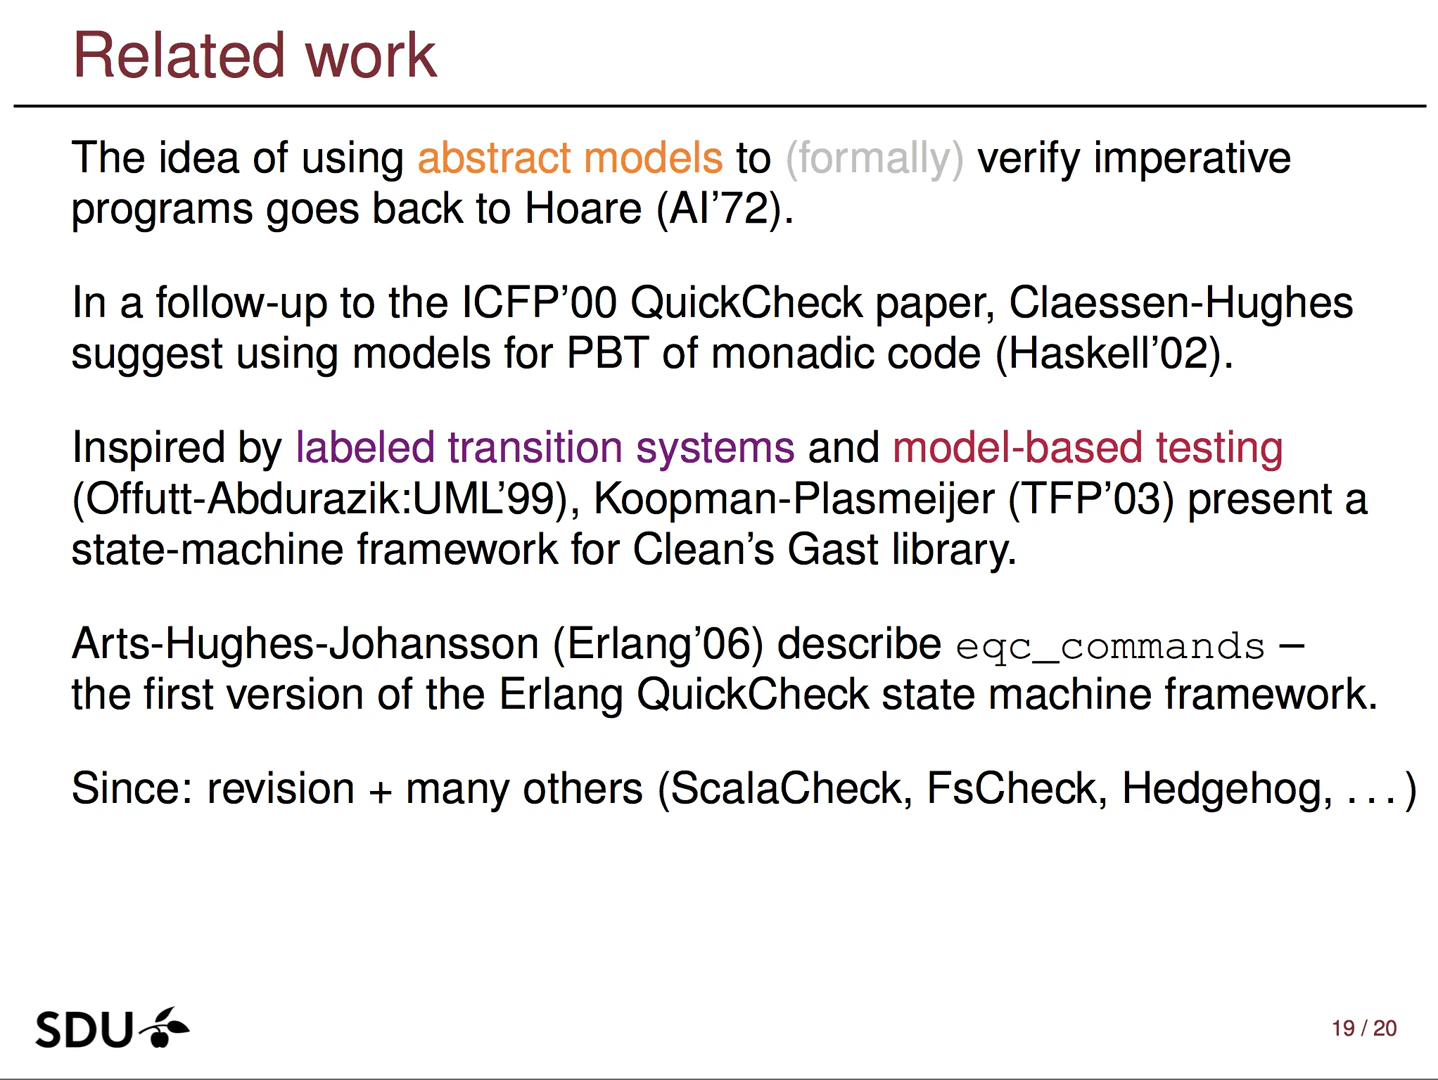 Related work
The idea of using abstract models to (formally) verify imperative
programs goes back to Hoare (AI’72).
In a follow-up to the ICFP’00 QuickCheck paper, Claessen-Hughes
suggest using models for PBT of monadic code (Haskell’02).
Inspired by labeled transition systems and model-based testing
(Offutt-Abdurazik:UML’99), Koopman-Plasmeijer (TFP’03) present a
state-machine framework for Clean’s Gast library.
Arts-Hughes-Johansson (Erlang’06) describe eqc_commands –
the first version of the Erlang QuickCheck state machine framework.
Since: revision + many others (ScalaCheck, FsCheck, Hedgehog, . . . )
SDU
19 / 20